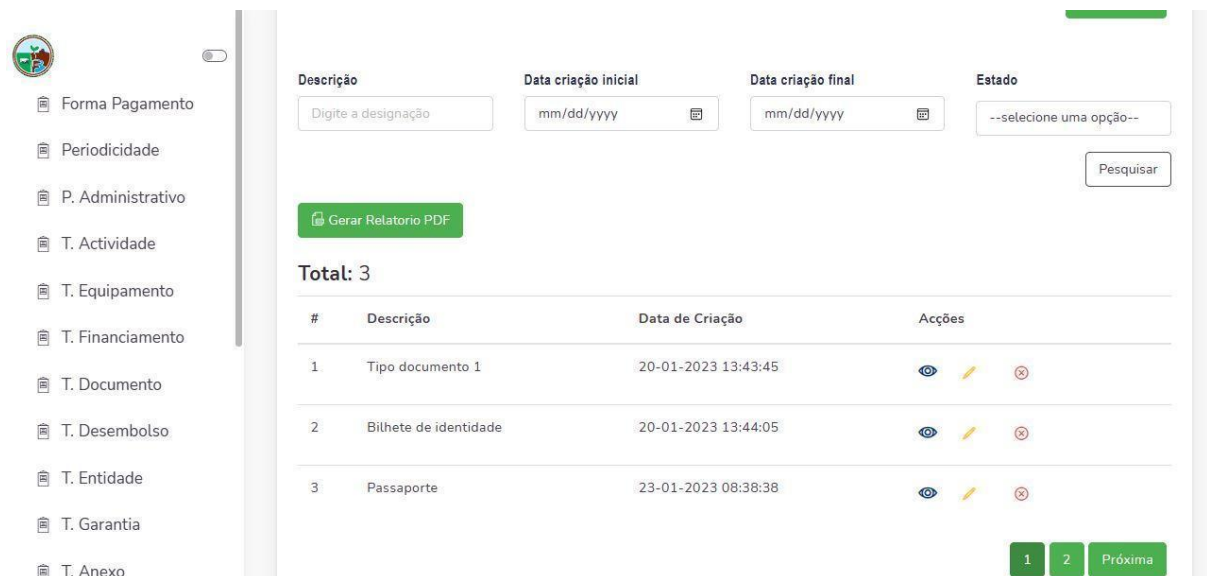 Forma Pagamento
Periodicidade
P. Administrativo
T. Actividade
T. Equipamento
T. Financiamento
T. Documento
T. Desembolso
T. Entidade
T. Garantia
T. Anexo
Descrição Data criação inicial Data criação final Estado
Digite a designação mm/dd/yyyy mm/dd/yyyy --selecione uma opção--
Pesquisar
Gerar Relatorio PDF
Total: 3
# Descrição Data de Criação Acções
1 Tipo documento 1 20-01-2023 13:43:45
2 Bilhete de identidade 20-01-2023 13:44:05
3 Passaporte 23-01-2023 08:38:38
1 2 Próxima